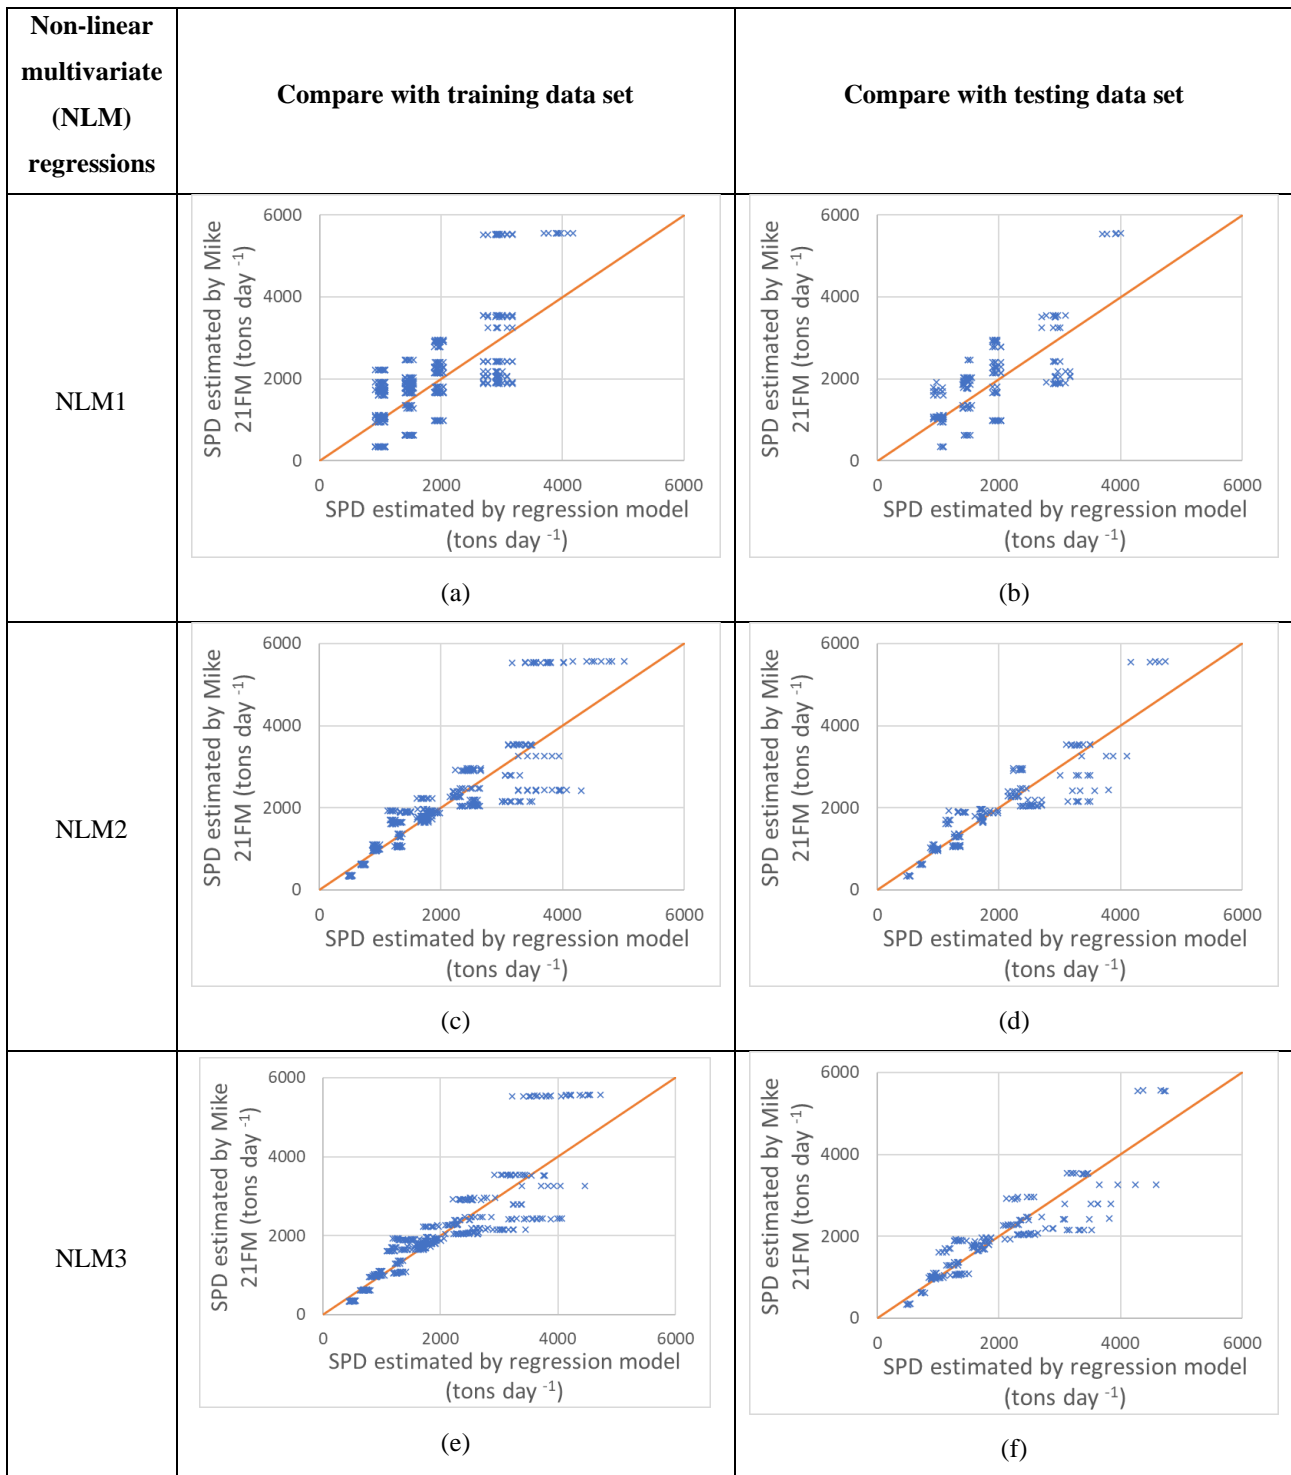 Non-linear
multivariate
(NLM)
regressions
Compare with training data set
Compare with testing data set
NLM1
SPD estimated by Mike
21FM (tons day -1)
6000
4000
2000
0
0 2000 4000 6000
SPD estimated by regression model
(tons day -1)
(a)
SPD estimated by Mike
21FM (tons day -1)
6000
4000
2000
0
0 2000 4000 6000
SPD estimated by regression model
(tons day -1)
(b)
NLM2
SPD estimated by Mike
21FM (tons day -1)
6000
4000
2000
0
0 2000 4000 6000
SPD estimated by regression model
(tons day -1)
(c)
SPD estimated by Mike
21FM (tons day -1)
6000
4000
2000
0
0 2000 4000 6000
SPD estimated by regression model
(tons day -1)
(d)
NLM3
SPD estimated by Mike
21FM (tons day -1)
6000
4000
2000
0
0 2000 4000 6000
SPD estimated by regression model
(tons day -1)
(e)
SPD estimated by Mike
21FM (tons day -1)
6000
4000
2000
0
0 2000 4000 6000
SPD estimated by regression model
(tons day -1)
(f)